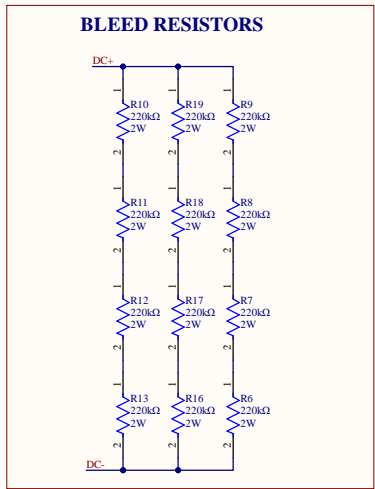 BLEED RESISTORS
DC+
1 1 1
R10 R19 R9
220kΩ 220kΩ 220kΩ
2W 2W 2W
2 2 2
1 1 1
R11 R18 R8
220kΩ 220kΩ 220kΩ
2W 2W 2W
2 2 2
1 1 1
R12 R17 R7
220kΩ 220kΩ 220kΩ
2W 2W 2W
2 2 2
1 1 1
R13 R16 R6
220kΩ 220kΩ 220kΩ
2W 2W 2W
2 2 2
DC-